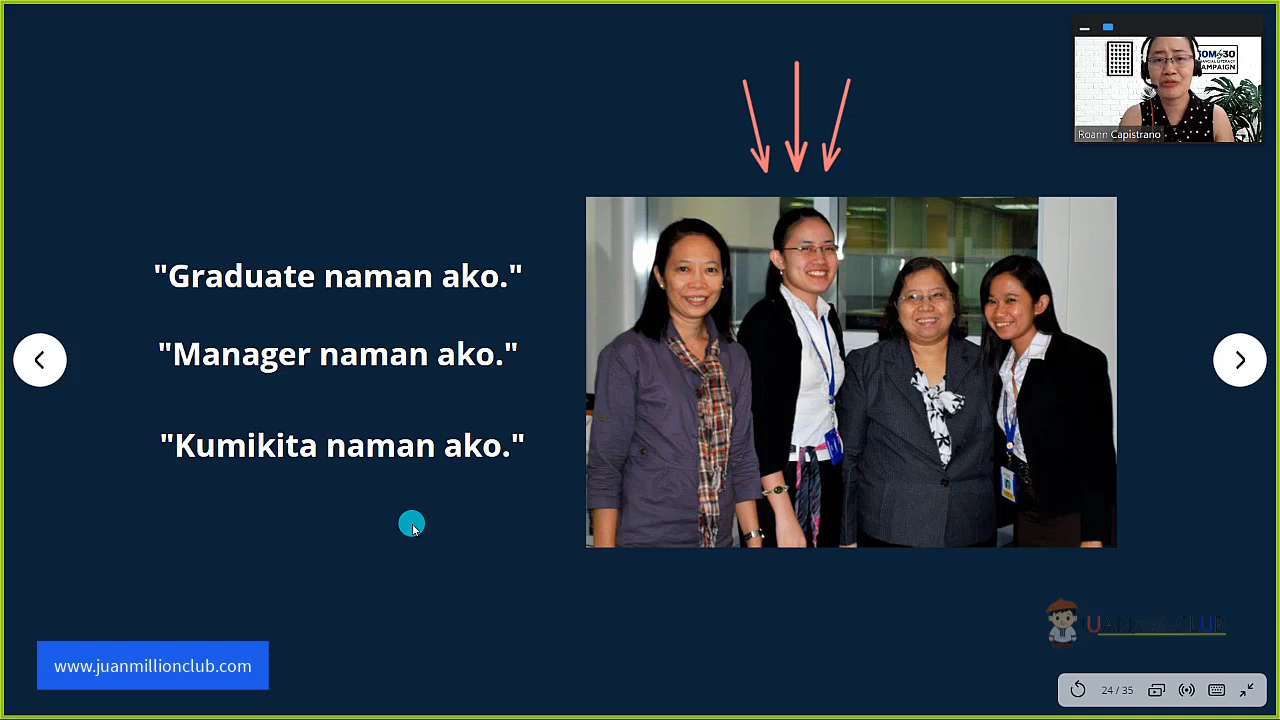 "Graduate naman ako."
"Manager naman ako."
"Kumikita naman ako."
Roann Capistrano
www.juanmillionclub.com
24 / 35